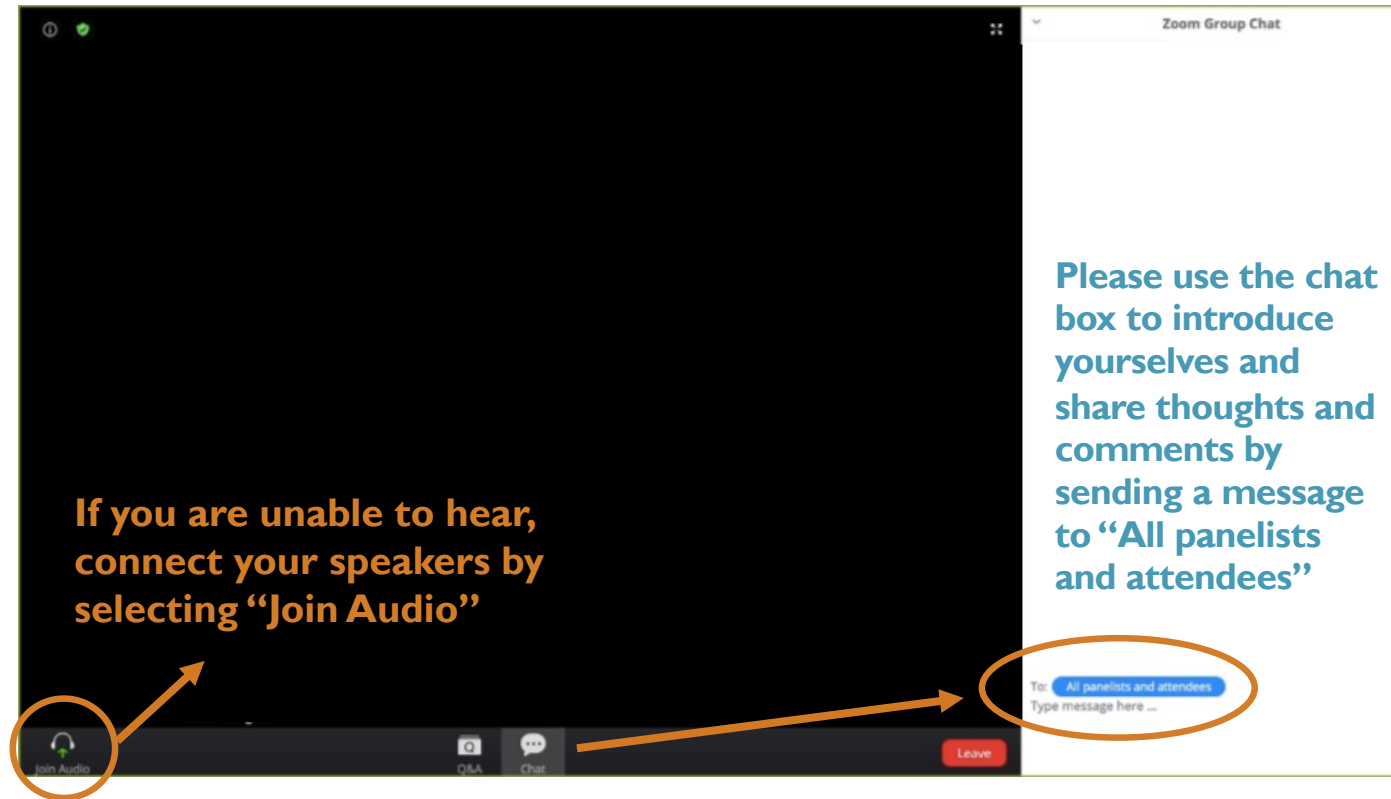 Zoom Group Chat
Please use the chat
box to introduce
yourselves and
share thoughts and
comments by
sending a message
to “All panelists
and attendees”
If you are unable to hear,
connect your speakers by
selecting “Join Audio”
To: All panelists and attendees
Type message here ...
Join Audio
Q&A
Chat
Leave